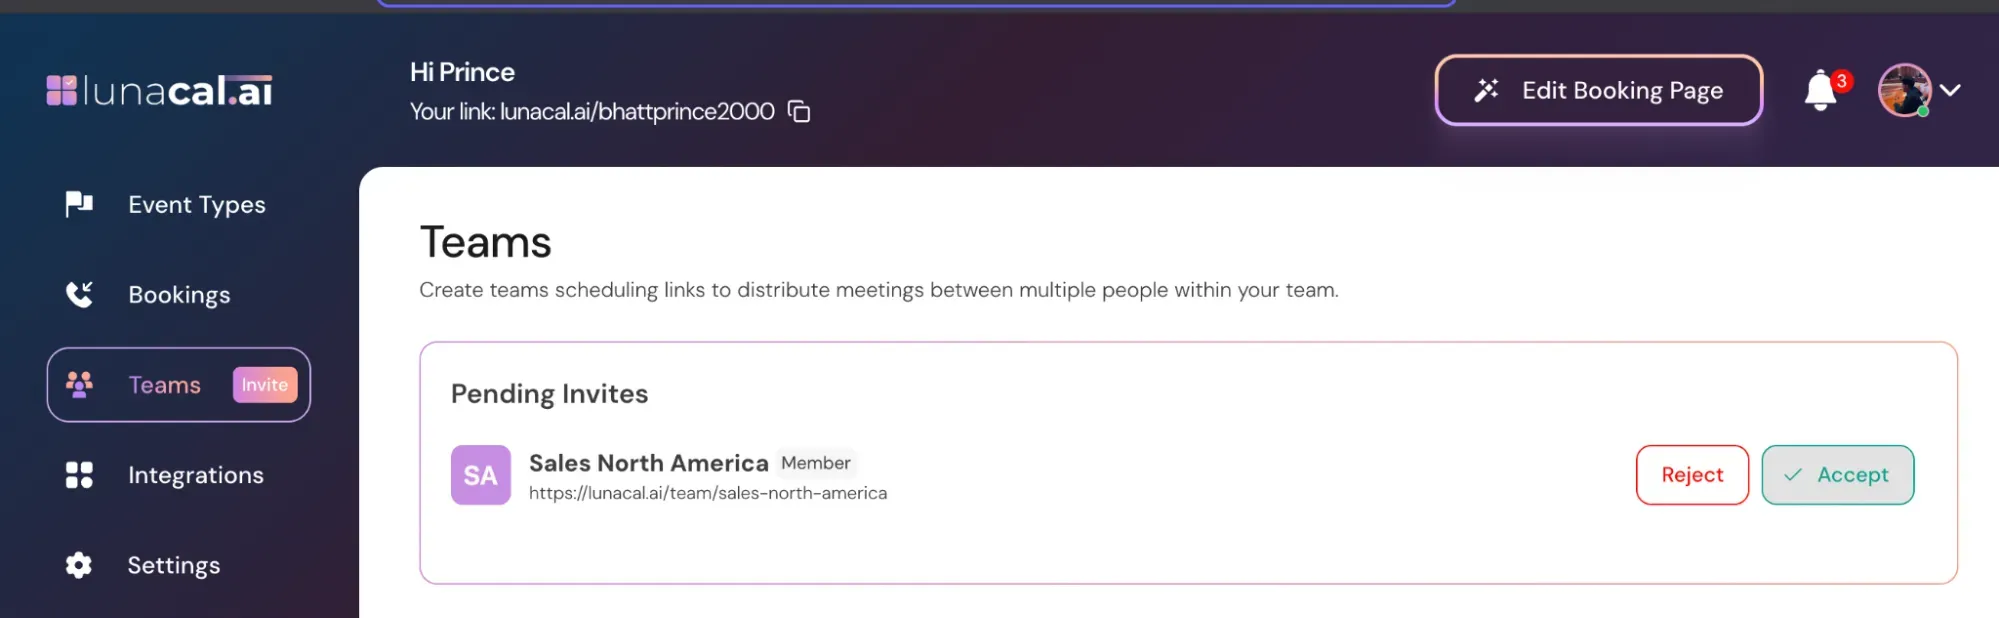 lunacal.ai
Hi Prince
Your link: lunacal.ai/bhattprince2000
Edit Booking Page
3
Event Types
Bookings
Teams Invite
Integrations
Settings
Teams
Create teams scheduling links to distribute meetings between multiple people within your team.
Pending Invites
SA
Sales North America Member
https://lunacal.ai/team/sales-north-america
Reject
Accept